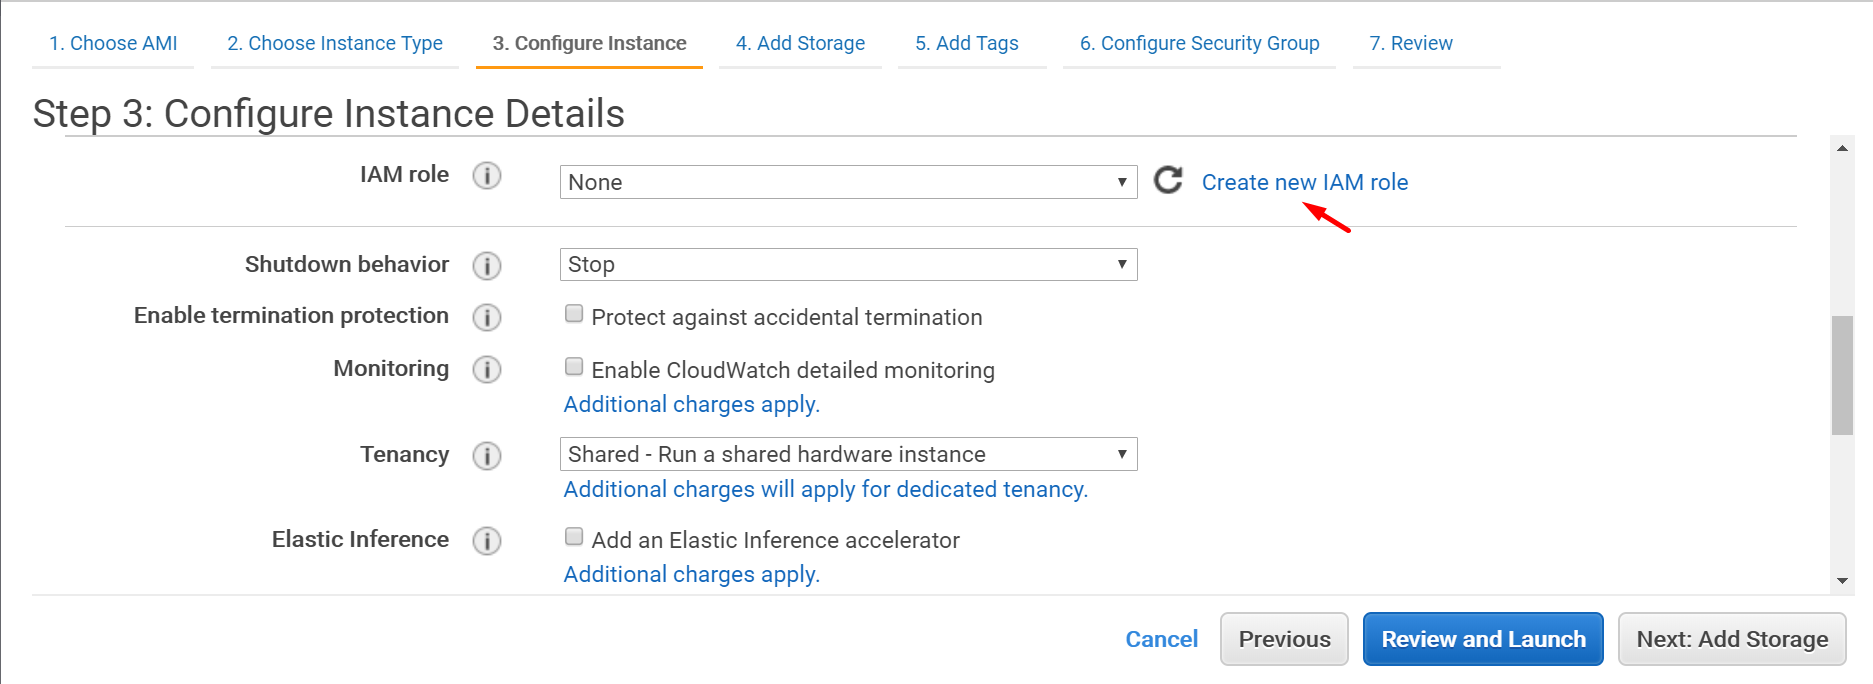 1. Choose AMI 2. Choose Instance Type 3. Configure Instance 4. Add Storage 5. Add Tags 6. Configure Security Group 7. Review
Step 3: Configure Instance Details
IAM role None Create new IAM role
Shutdown behavior Stop
Enable termination protection Protect against accidental termination
Monitoring Enable CloudWatch detailed monitoring
Additional charges apply.
Tenancy Shared - Run a shared hardware instance
Additional charges will apply for dedicated tenancy.
Elastic Inference Add an Elastic Inference accelerator
Additional charges apply.
Cancel Previous Review and Launch Next: Add Storage